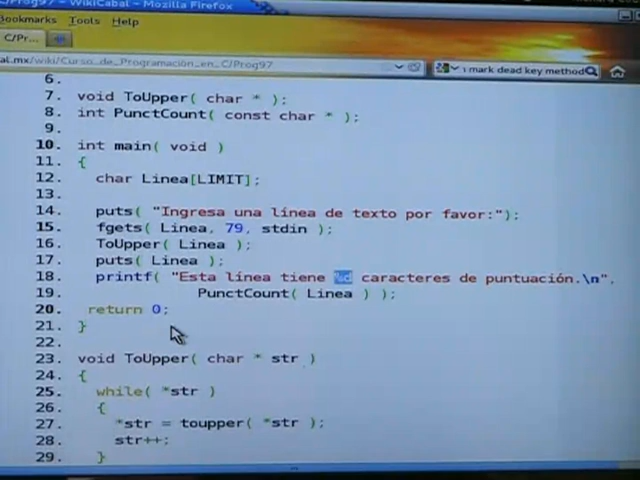 C/Prog97 - WikiCabal - Mozilla Firefox
Bookmarks Tools Help
C/Pr...
al.mx/wiki/Curso_de_Programación_en_C/Prog97
mark dead key method
6.
7. void ToUpper( char * );
8. int PunctCount( const char * );
9.
10. int main( void )
11. {
12. char Linea[LIMIT];
13.
14. puts( "Ingresa una línea de texto por favor:");
15. fgets( Linea, 79, stdin );
16. ToUpper( Linea );
17. puts( Linea );
18. printf( "Esta línea tiene %d caracteres de puntuación.\n",
19. PunctCount( Linea ) );
20. return 0;
21. }
22.
23. void ToUpper( char * str )
24. {
25. while( *str )
26. {
27. *str = toupper( *str );
28. str++;
29. }